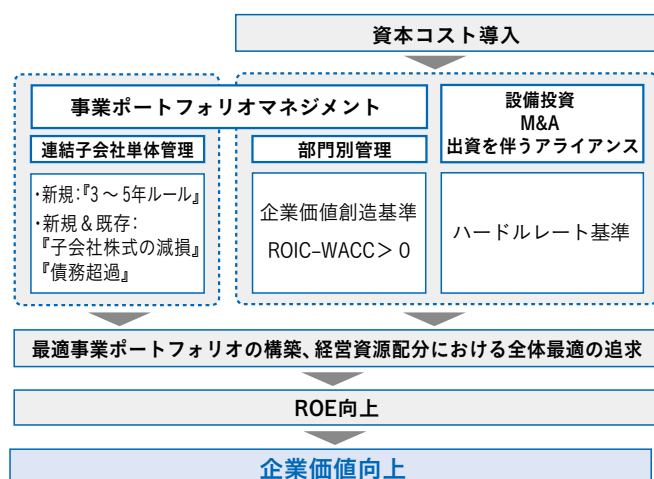 資本コスト導入
事業ポートフォリオマネジメント
連結子会社単体管理
・新規：『3～5年ルール』
・新規＆既存：
『子会社株式の減損』
『債務超過』
部門別管理
企業価値創造基準
ROIC–WACC＞0
設備投資
M&A
出資を伴うアライアンス
ハードルレート基準
最適事業ポートフォリオの構築、経営資源配分における全体最適の追求
ROE向上
企業価値向上